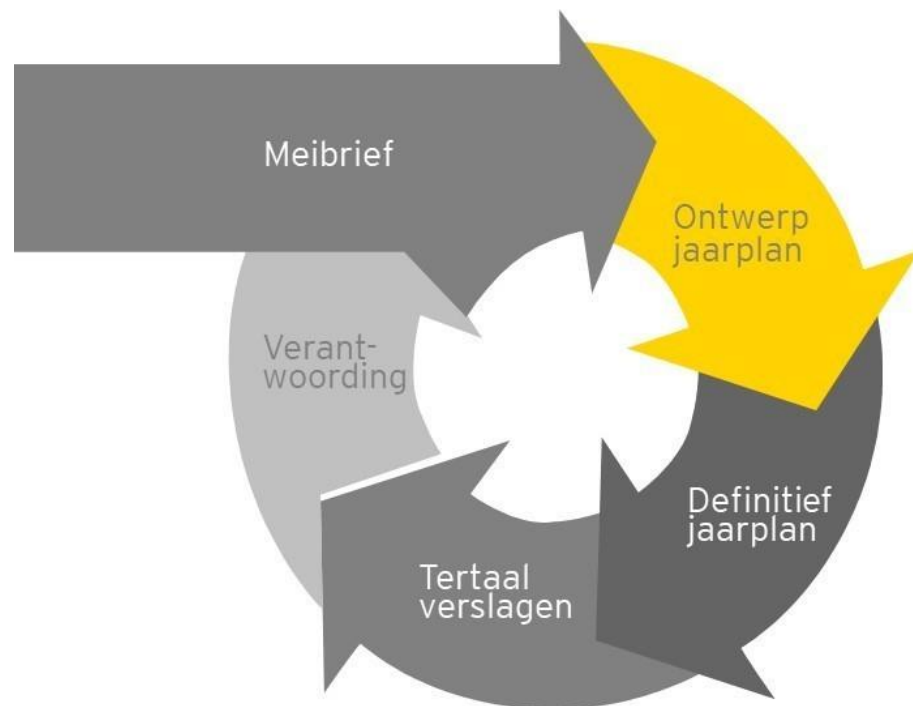 Meibrief
Ontwerp
jaarplan
Definitief
jaarplan
Tertaal
verslagen
Verant-
woording